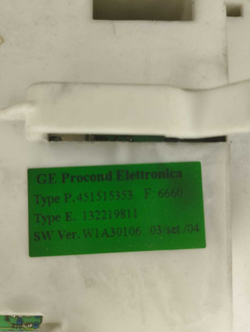 GE Procond Elettronica
Type P. 451515353 F: 6660
Type E. 132219811
SW Ver. W1A30106 03/set./04